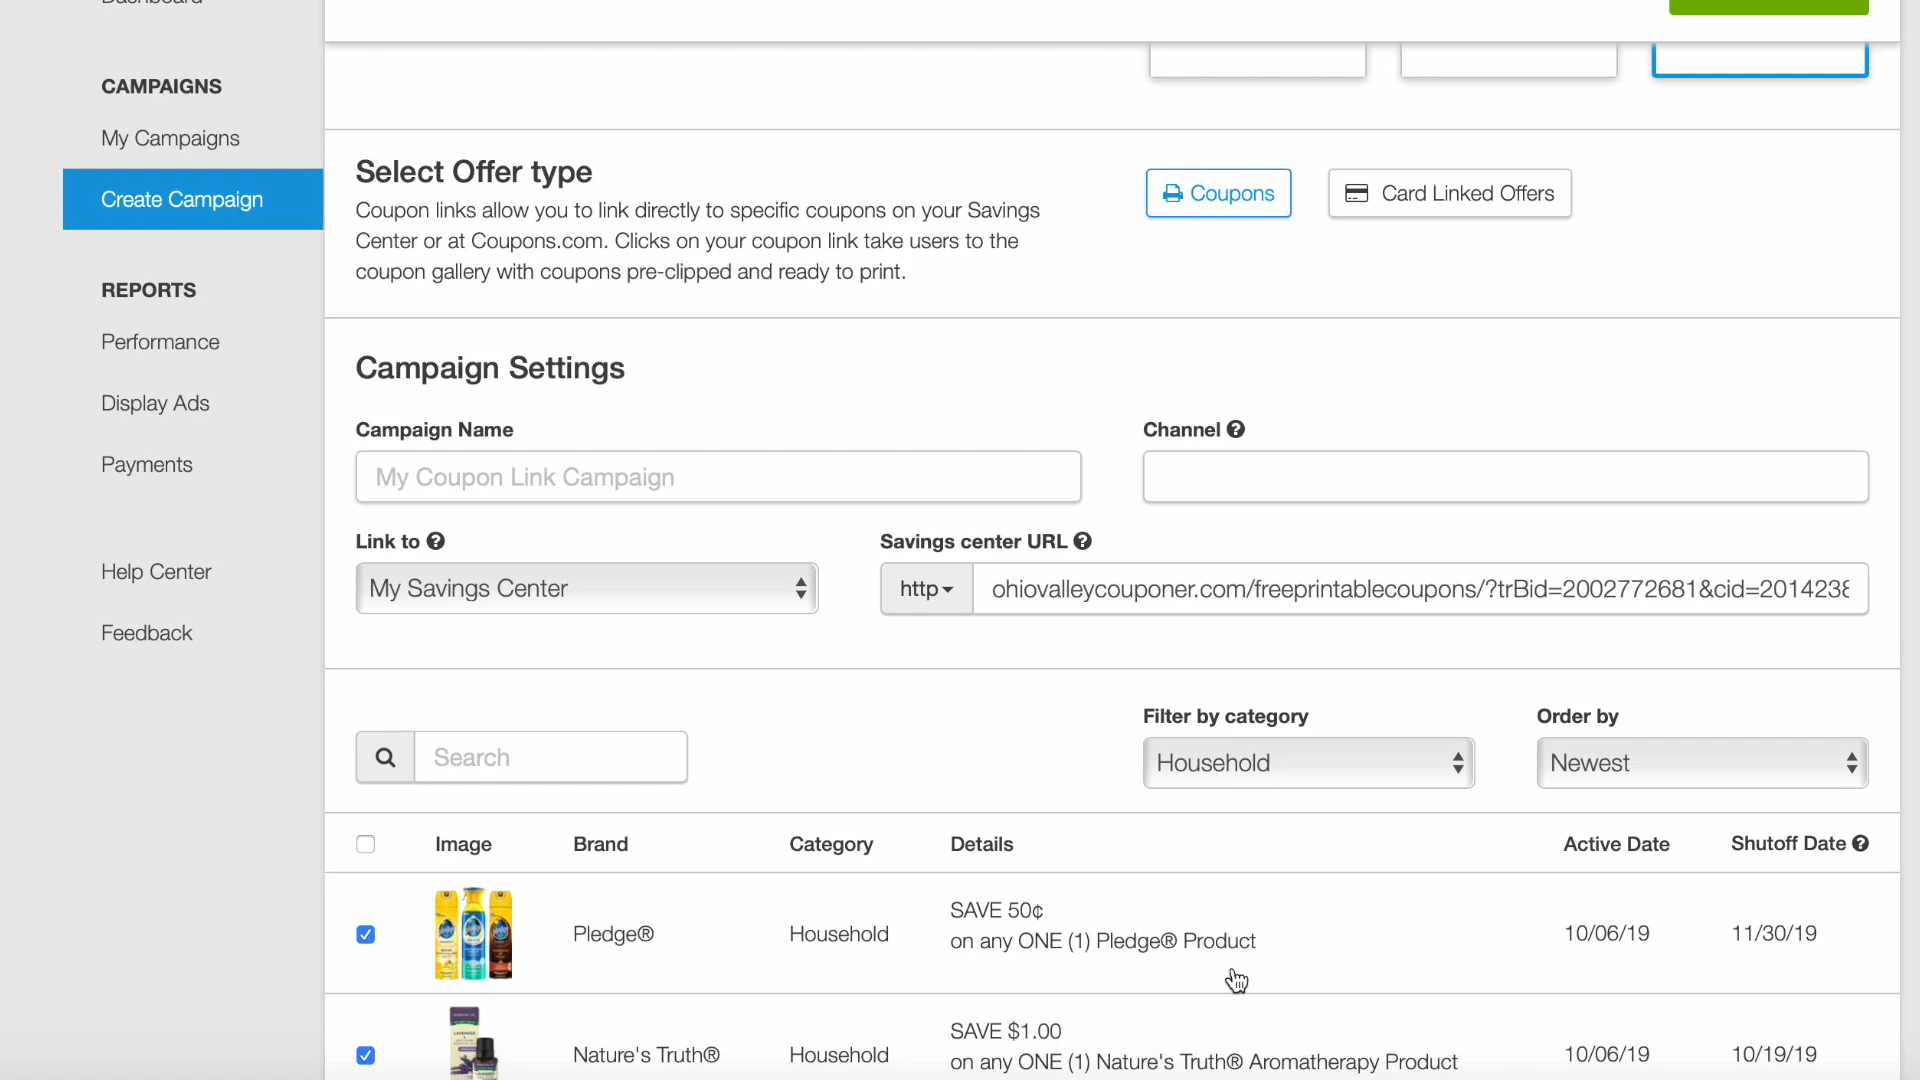 Dashboard
CAMPAIGNS
My Campaigns
Create Campaign
REPORTS
Performance
Display Ads
Payments
Help Center
Feedback
Select Offer type
Coupon links allow you to link directly to specific coupons on your Savings
Center or at Coupons.com. Clicks on your coupon link take users to the
coupon gallery with coupons pre-clipped and ready to print.
Coupons
Card Linked Offers
Campaign Settings
Campaign Name
Channel
My Coupon Link Campaign
Link to
Savings center URL
My Savings Center
http
ohiovalleycouponer.com/freeprintablecoupons/?trBid=2002772681&cid=2014238
Filter by category
Order by
Search
Household
Newest
Image Brand Category Details Active Date Shutoff Date
Pledge® Household
SAVE 50¢
on any ONE (1) Pledge® Product
10/06/19 11/30/19
Nature's Truth® Household
SAVE $1.00
on any ONE (1) Nature's Truth® Aromatherapy Product
10/06/19 10/19/19